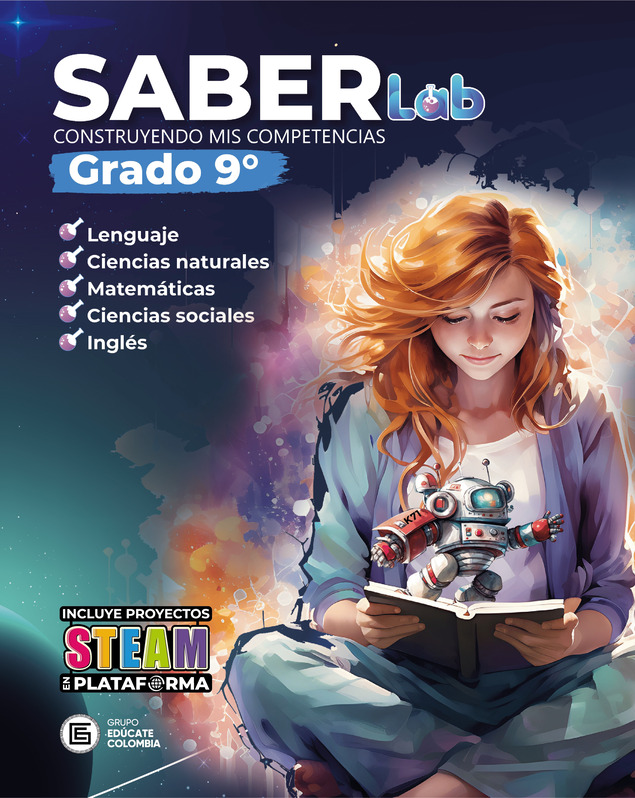 SABER Lab
CONSTRUYENDO MIS COMPETENCIAS
Grado 9°
Lenguaje
Ciencias naturales
Matemáticas
Ciencias sociales
Inglés
K71
INCLUYE PROYECTOS
STEAM
EN PLATAFORMA
GRUPO
EDÚCATE
COLOMBIA